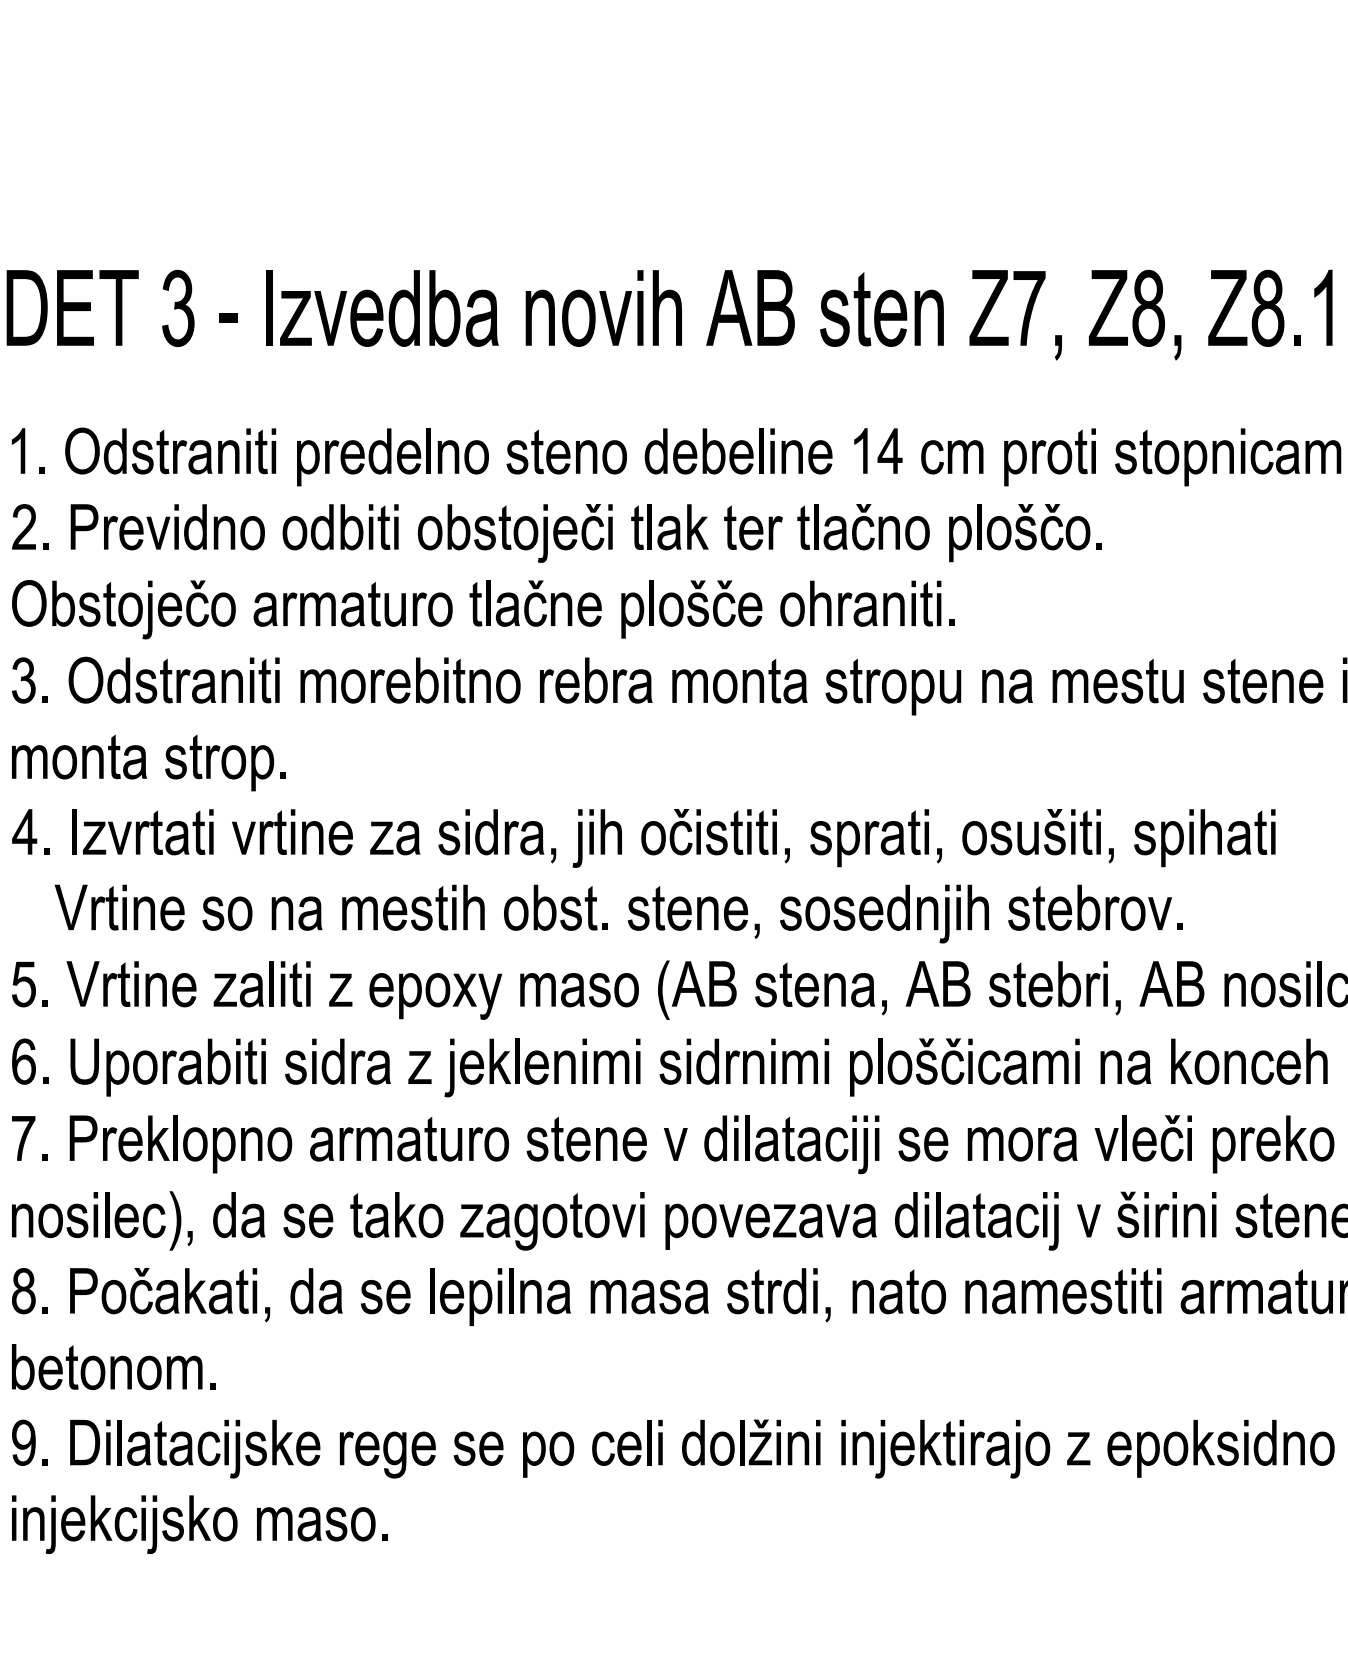 DET 3 - Izvedba novih AB sten Z7, Z8, Z8.1
1. Odstraniti predelno steno debeline 14 cm proti stopnicam
2. Previdno odbiti obstoječi tlak ter tlačno ploščo.
Obstoječo armaturo tlačne plošče ohraniti.
3. Odstraniti morebitno rebra monta stropu na mestu stene i
monta strop.
4. Izvrtati vrtine za sidra, jih očistiti, sprati, osušiti, spihati
Vrtine so na mestih obst. stene, sosednjih stebrov.
5. Vrtine zaliti z epoxy maso (AB stena, AB stebri, AB nosilc
6. Uporabiti sidra z jeklenimi sidrnimi ploščicami na konceh
7. Preklopno armaturo stene v dilataciji se mora vleči preko
nosilec), da se tako zagotovi povezava dilatacij v širini stene
8. Počakati, da se lepilna masa strdi, nato namestiti armatur
betonom.
9. Dilatacijske rege se po celi dolžini injektirajo z epoksidno
injekcijsko maso.